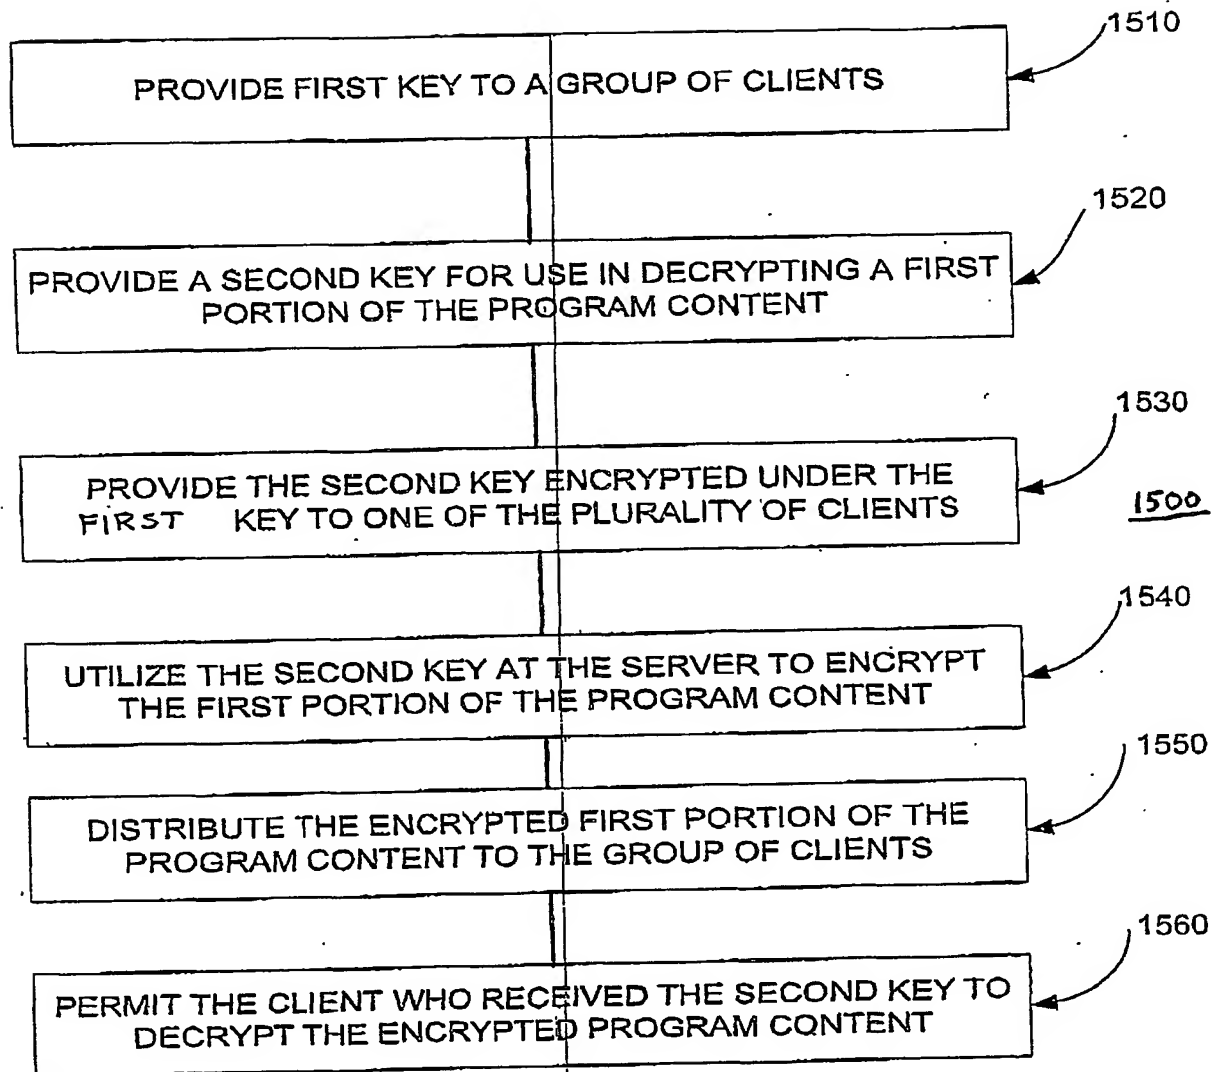 1510
PROVIDE FIRST KEY TO A GROUP OF CLIENTS
1520
PROVIDE A SECOND KEY FOR USE IN DECRYPTING A FIRST
PORTION OF THE PROGRAM CONTENT
1530
PROVIDE THE SECOND KEY ENCRYPTED UNDER THE
FIRST KEY TO ONE OF THE PLURALITY OF CLIENTS
1500
1540
UTILIZE THE SECOND KEY AT THE SERVER TO ENCRYPT
THE FIRST PORTION OF THE PROGRAM CONTENT
1550
DISTRIBUTE THE ENCRYPTED FIRST PORTION OF THE
PROGRAM CONTENT TO THE GROUP OF CLIENTS
1560
PERMIT THE CLIENT WHO RECEIVED THE SECOND KEY TO
DECRYPT THE ENCRYPTED PROGRAM CONTENT